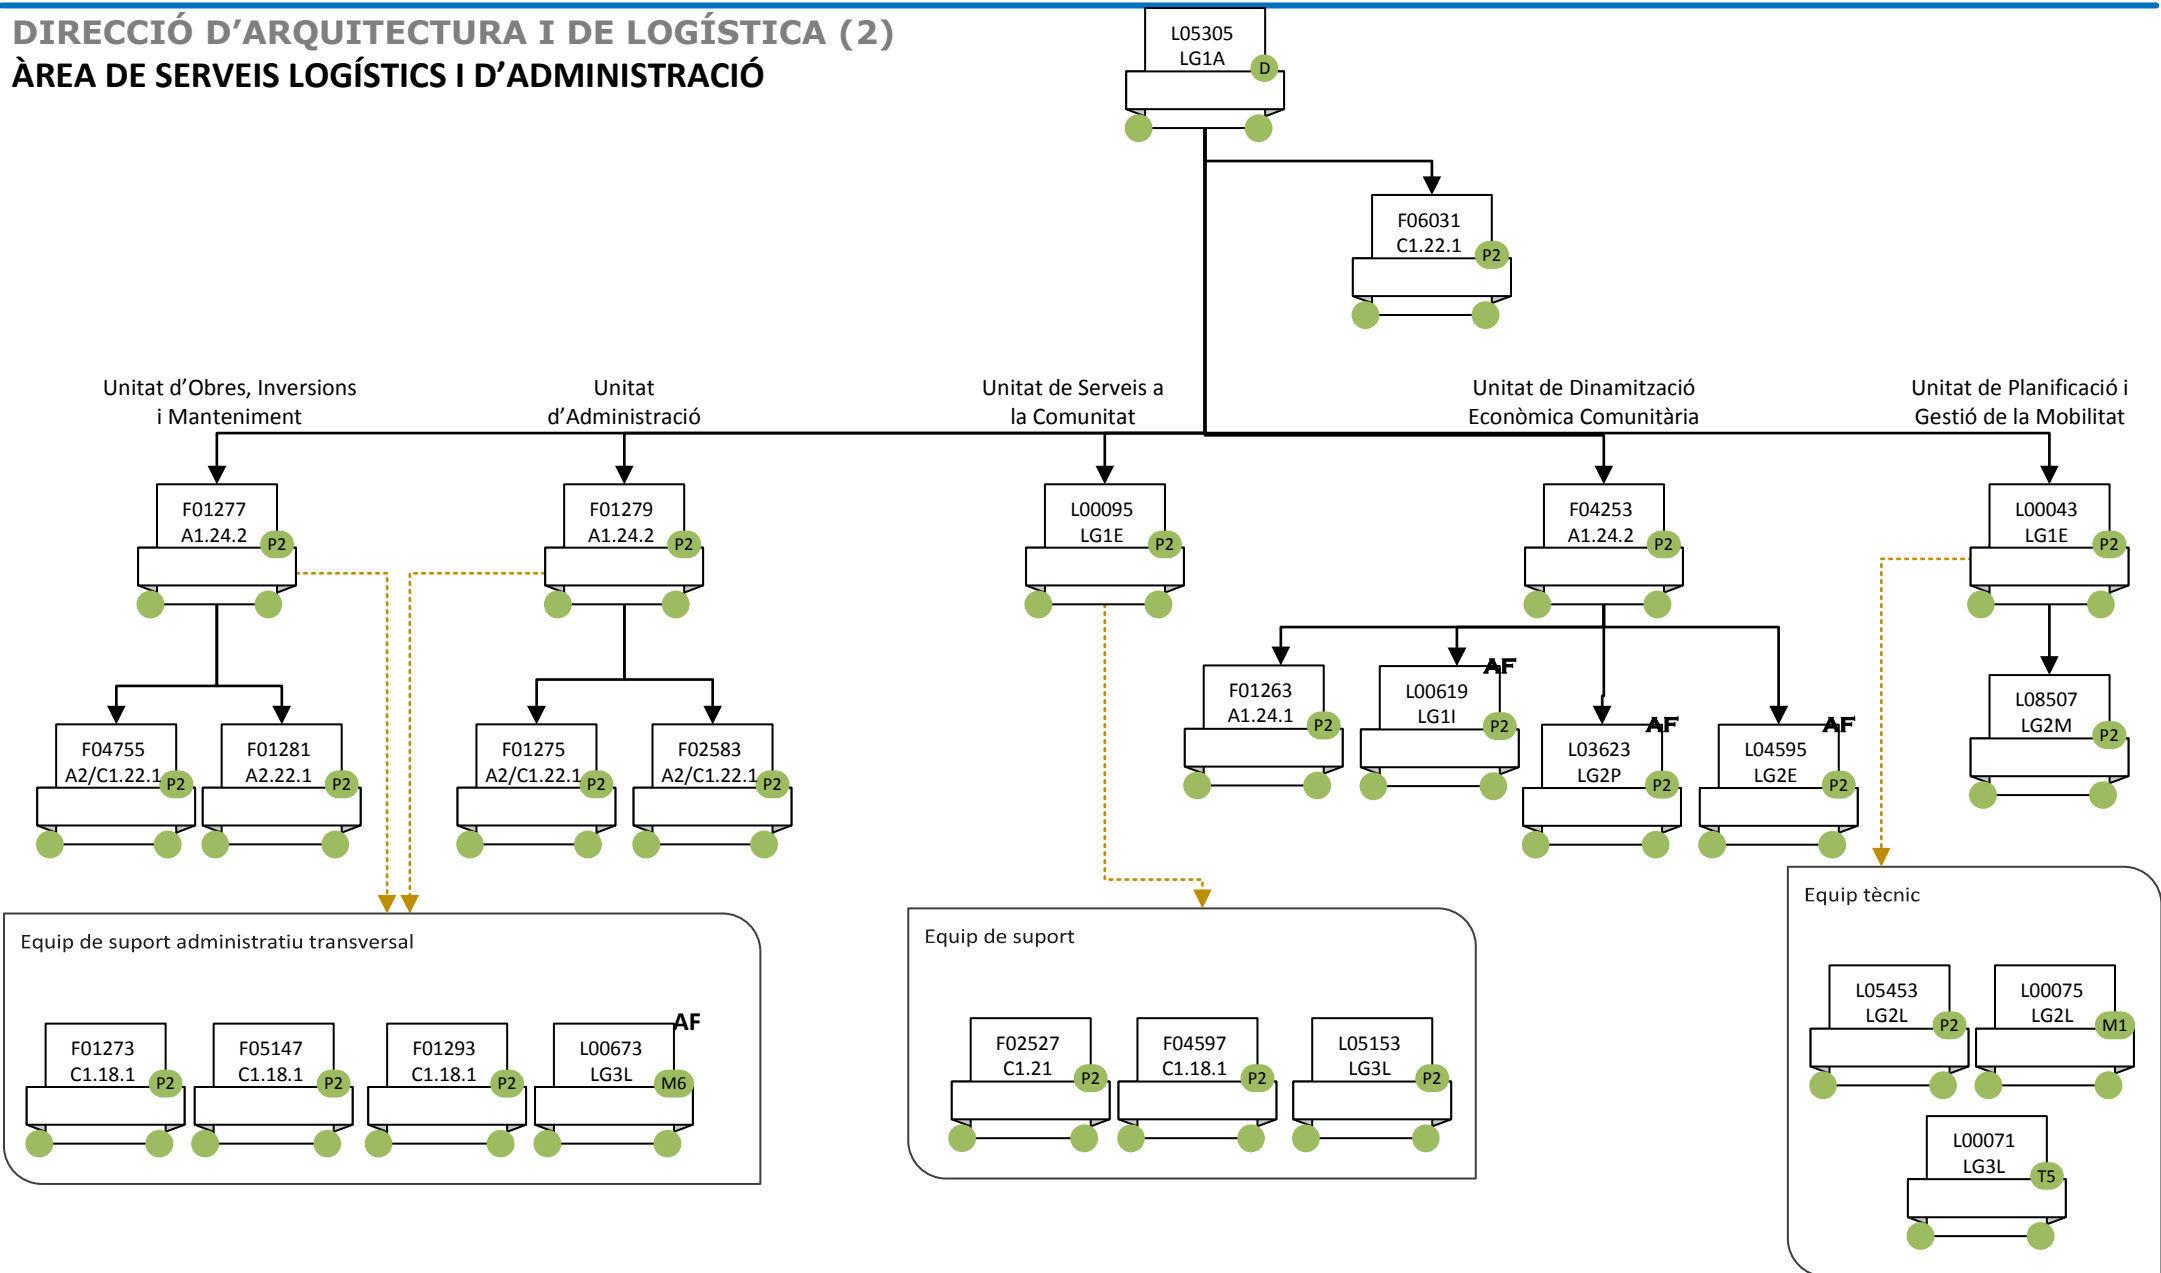 DIRECCIÓ D’ARQUITECTURA I DE LOGÍSTICA (2)
ÀREA DE SERVEIS LOGÍSTICS I D’ADMINISTRACIÓ
L05305
LG1A
D
F06031
C1.22.1
P2
Unitat d’Obres, Inversions
i Manteniment
Unitat
d’Administració
Unitat de Serveis a
la Comunitat
Unitat de Dinamització
Econòmica Comunitària
Unitat de Planificació i
Gestió de la Mobilitat
F01277
A1.24.2
P2
F01279
A1.24.2
P2
L00095
LG1E
P2
F04253
A1.24.2
P2
L00043
LG1E
P2
F04755
A2/C1.22.1
P2
F01281
A2.22.1
P2
F01275
A2/C1.22.1
P2
F02583
A2/C1.22.1
P2
F01263
A1.24.1
P2
AF
L00619
LG1I
P2
AF
L03623
LG2P
P2
AF
L04595
LG2E
P2
L08507
LG2M
P2
Equip de suport administratiu transversal
F01273
C1.18.1
P2
F05147
C1.18.1
P2
F01293
C1.18.1
P2
AF
L00673
LG3L
M6
Equip de suport
F02527
C1.21
P2
F04597
C1.18.1
P2
L05153
LG3L
P2
Equip tècnic
L05453
LG2L
P2
L00075
LG2L
M1
L00071
LG3L
T5